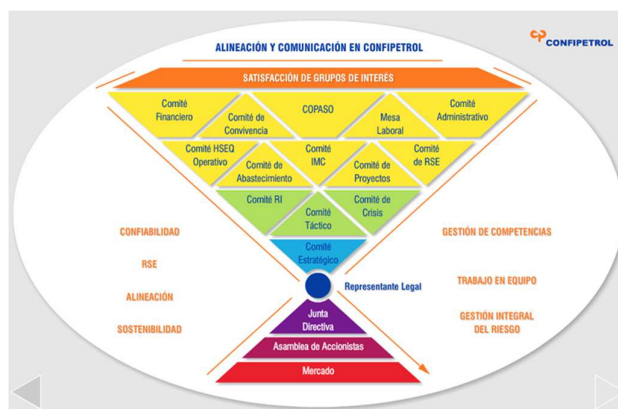 ALINEACIÓN Y COMUNICACIÓN EN CONFIPETROL
CONFIPETROL
SATISFACCIÓN DE GRUPOS DE INTERÉS
Comité
Financiero
Comité de
Convivencia
COPASO
Mesa
Laboral
Comité
Administrativo
Comité HSEQ
Operativo
Comité de
Abastecimiento
Comité
IMC
Comité de
Proyectos
Comité
de RSE
Comité RI
Comité
Táctico
Comité de
Crisis
Comité
Estratégico
CONFIABILIDAD
RSE
ALINEACIÓN
SOSTENIBILIDAD
GESTIÓN DE COMPETENCIAS
TRABAJO EN EQUIPO
GESTIÓN INTEGRAL
DEL RIESGO
Representante Legal
Junta
Directiva
Asamblea de Accionistas
Mercado